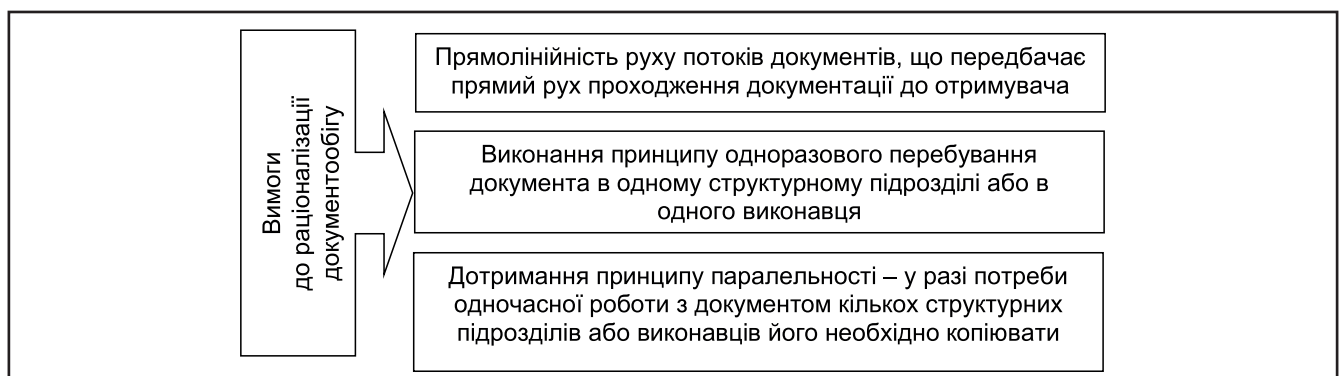 Вимоги
до раціоналізації
документообігу
Прямолінійність руху потоків документів, що передбачає
прямий рух проходження документації до отримувача
Виконання принципу одноразового перебування
документа в одному структурному підрозділі або в
одного виконавця
Дотримання принципу паралельності – у разі потреби
одночасної роботи з документом кількох структурних
підрозділів або виконавців його необхідно копіювати